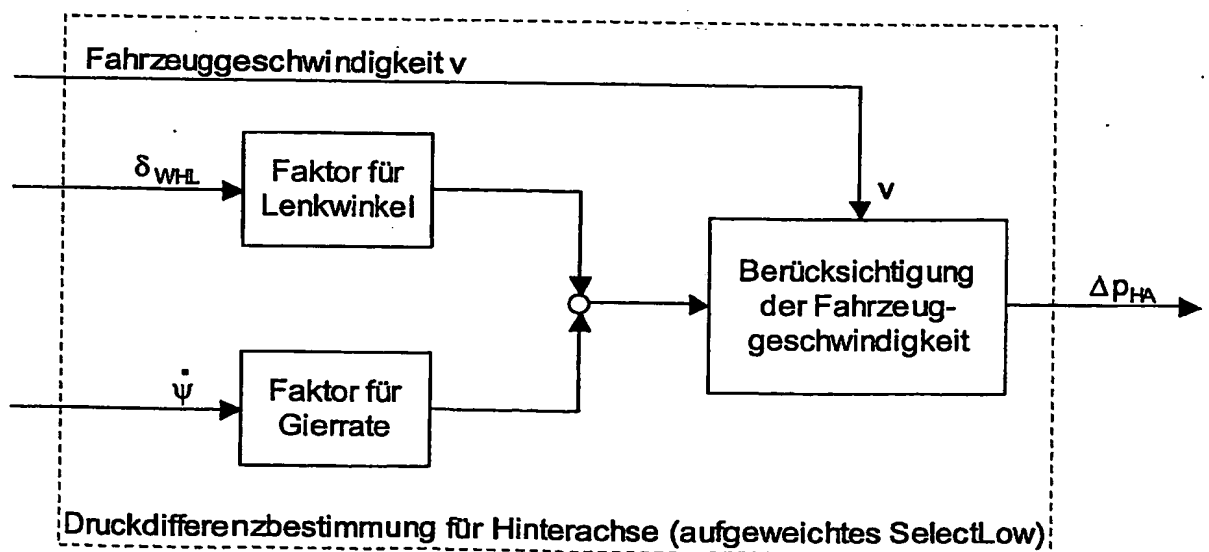 Fahrzeuggeschwindigkeit v
δWHL
Faktor für
Lenkwinkel
v
Berücksichtigung
der Fahrzeug-
geschwindigkeit
ΔpHA
ψ̇
Faktor für
Gierrate
Druckdifferenzbestimmung für Hinterachse (aufgeweichtes SelectLow)